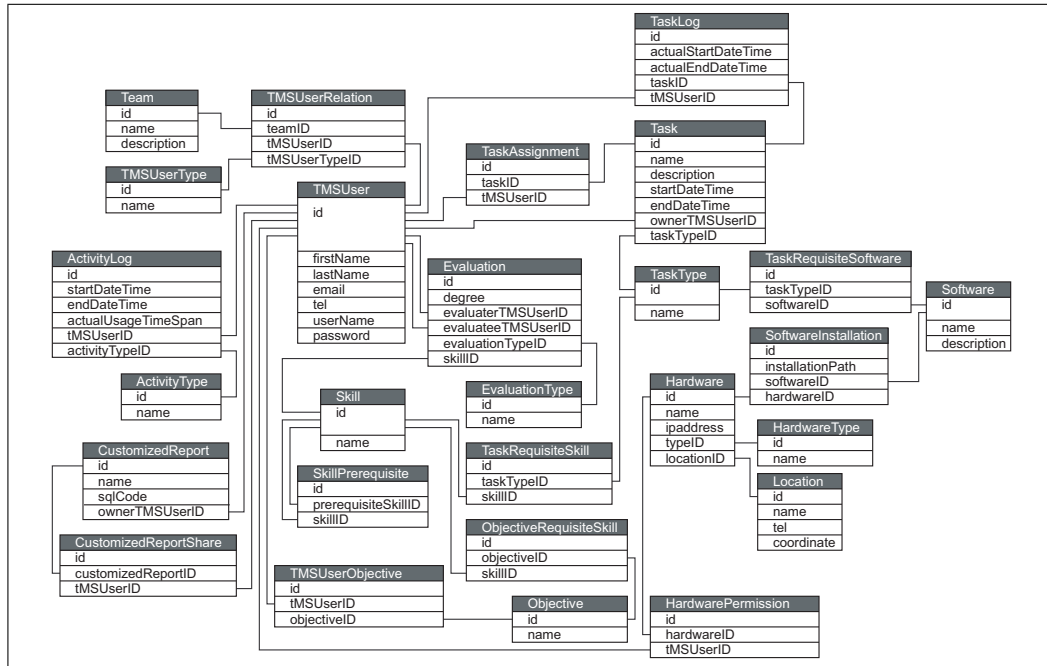 TaskLog
id
actualStartDateTime
actualEndDateTime
taskID
tMSUserID
Team
id
name
description
TMSUserRelation
id
teamID
tMSUserID
tMSUserTypeID
TMSUserType
id
name
TaskAssignment
id
taskID
tMSUserID
Task
id
name
description
startDateTime
endDateTime
ownerTMSUserID
taskTypeID
TMSUser
id
firstName
lastName
email
tel
userName
password
ActivityLog
id
startDateTime
endDateTime
actualUsageTimeSpan
tMSUserID
activityTypeID
Evaluation
id
degree
evaluaterTMSUserID
evaluateeTMSUserID
evaluationTypeID
skillID
TaskType
id
name
TaskRequisiteSoftware
id
taskTypeID
softwareID
Software
id
name
description
SoftwareInstallation
id
installationPath
softwareID
hardwareID
ActivityType
id
name
Skill
id
name
EvaluationType
id
name
Hardware
id
name
ipaddress
typeID
locationID
HardwareType
id
name
CustomizedReport
id
name
sqlCode
ownerTMSUserID
SkillPrerequisite
id
prerequisiteSkillID
skillID
TaskRequisiteSkill
id
taskTypeID
skillID
Location
id
name
tel
coordinate
CustomizedReportShare
id
customizedReportID
tMSUserID
ObjectiveRequisiteSkill
id
objectiveID
skillID
TMSUserObjective
id
tMSUserID
objectiveID
Objective
id
name
HardwarePermission
id
hardwareID
tMSUserID